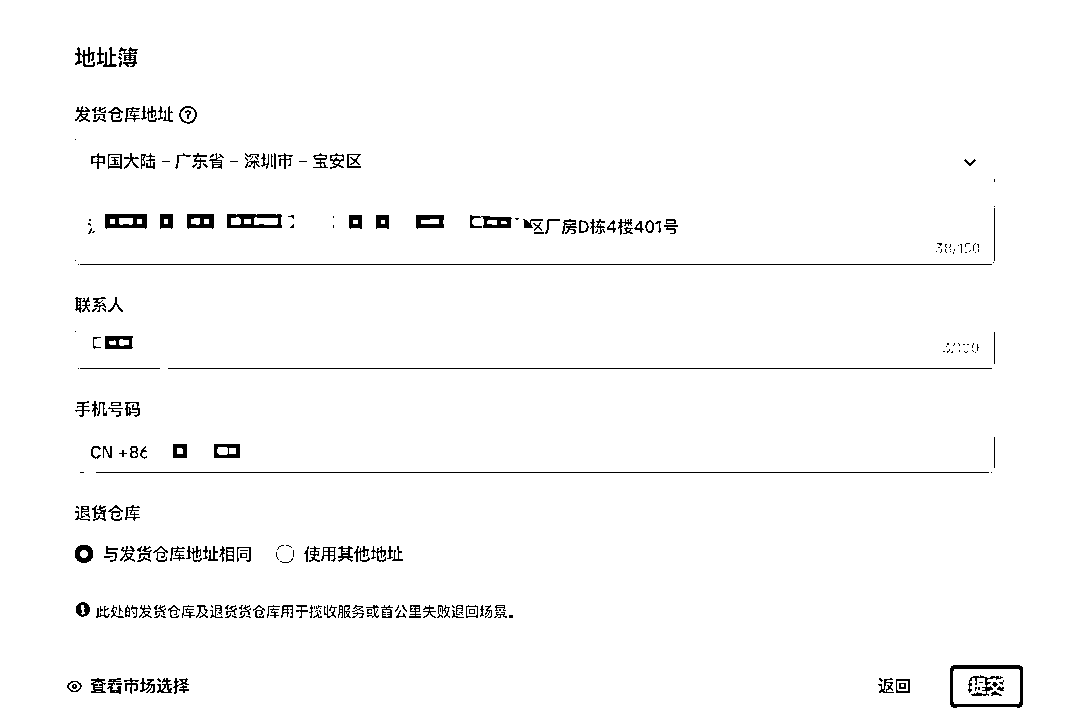 地址簿
发货仓库地址
中国大陆 – 广东省 – 深圳市 – 宝安区
区厂房D栋4楼401号
38/150
联系人
3/100
手机号码
CN +86
退货仓库
与发货仓库地址相同 使用其他地址
此处的发货仓库及退货货仓库用于揽收服务或首公里失败退回场景。
查看市场选择 返回 提交